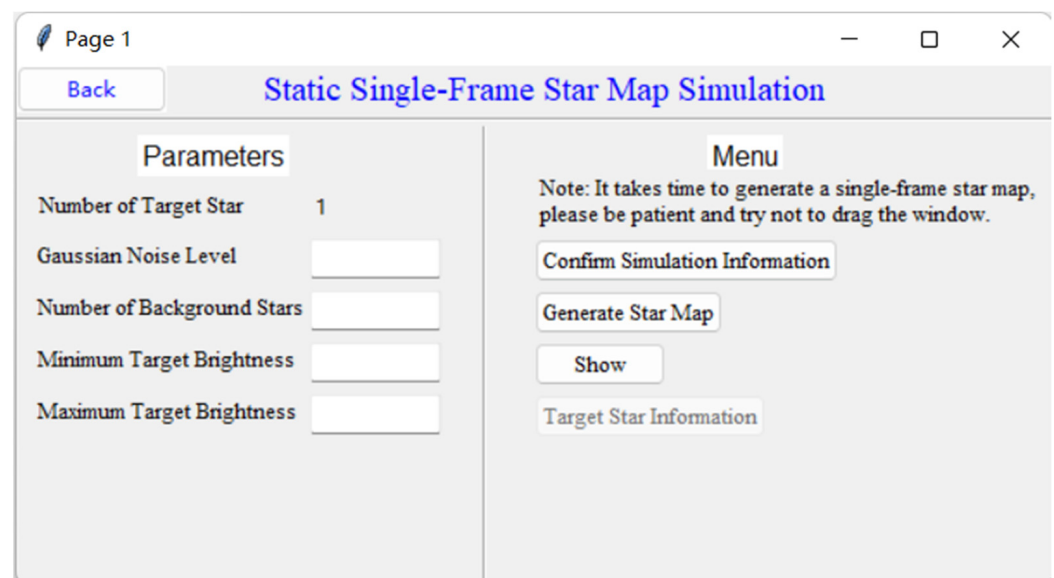 Page 1
Back
Static Single-Frame Star Map Simulation
Parameters
Number of Target Star 1
Gaussian Noise Level
Number of Background Stars
Minimum Target Brightness
Maximum Target Brightness
Menu
Note: It takes time to generate a single-frame star map,
please be patient and try not to drag the window.
Confirm Simulation Information
Generate Star Map
Show
Target Star Information